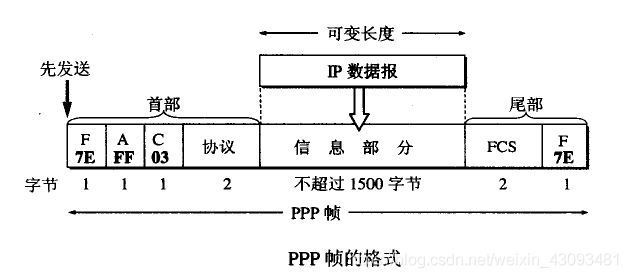 可变长度
先发送
IP 数据报
首部
尾部
F A C FCS F
7E FF 03 协议 信息部分 7E
字节 1 1 1 2 不超过 1500 字节 2 1
PPP 帧
PPP 帧的格式
blog.csdn.net/weixin_43093481